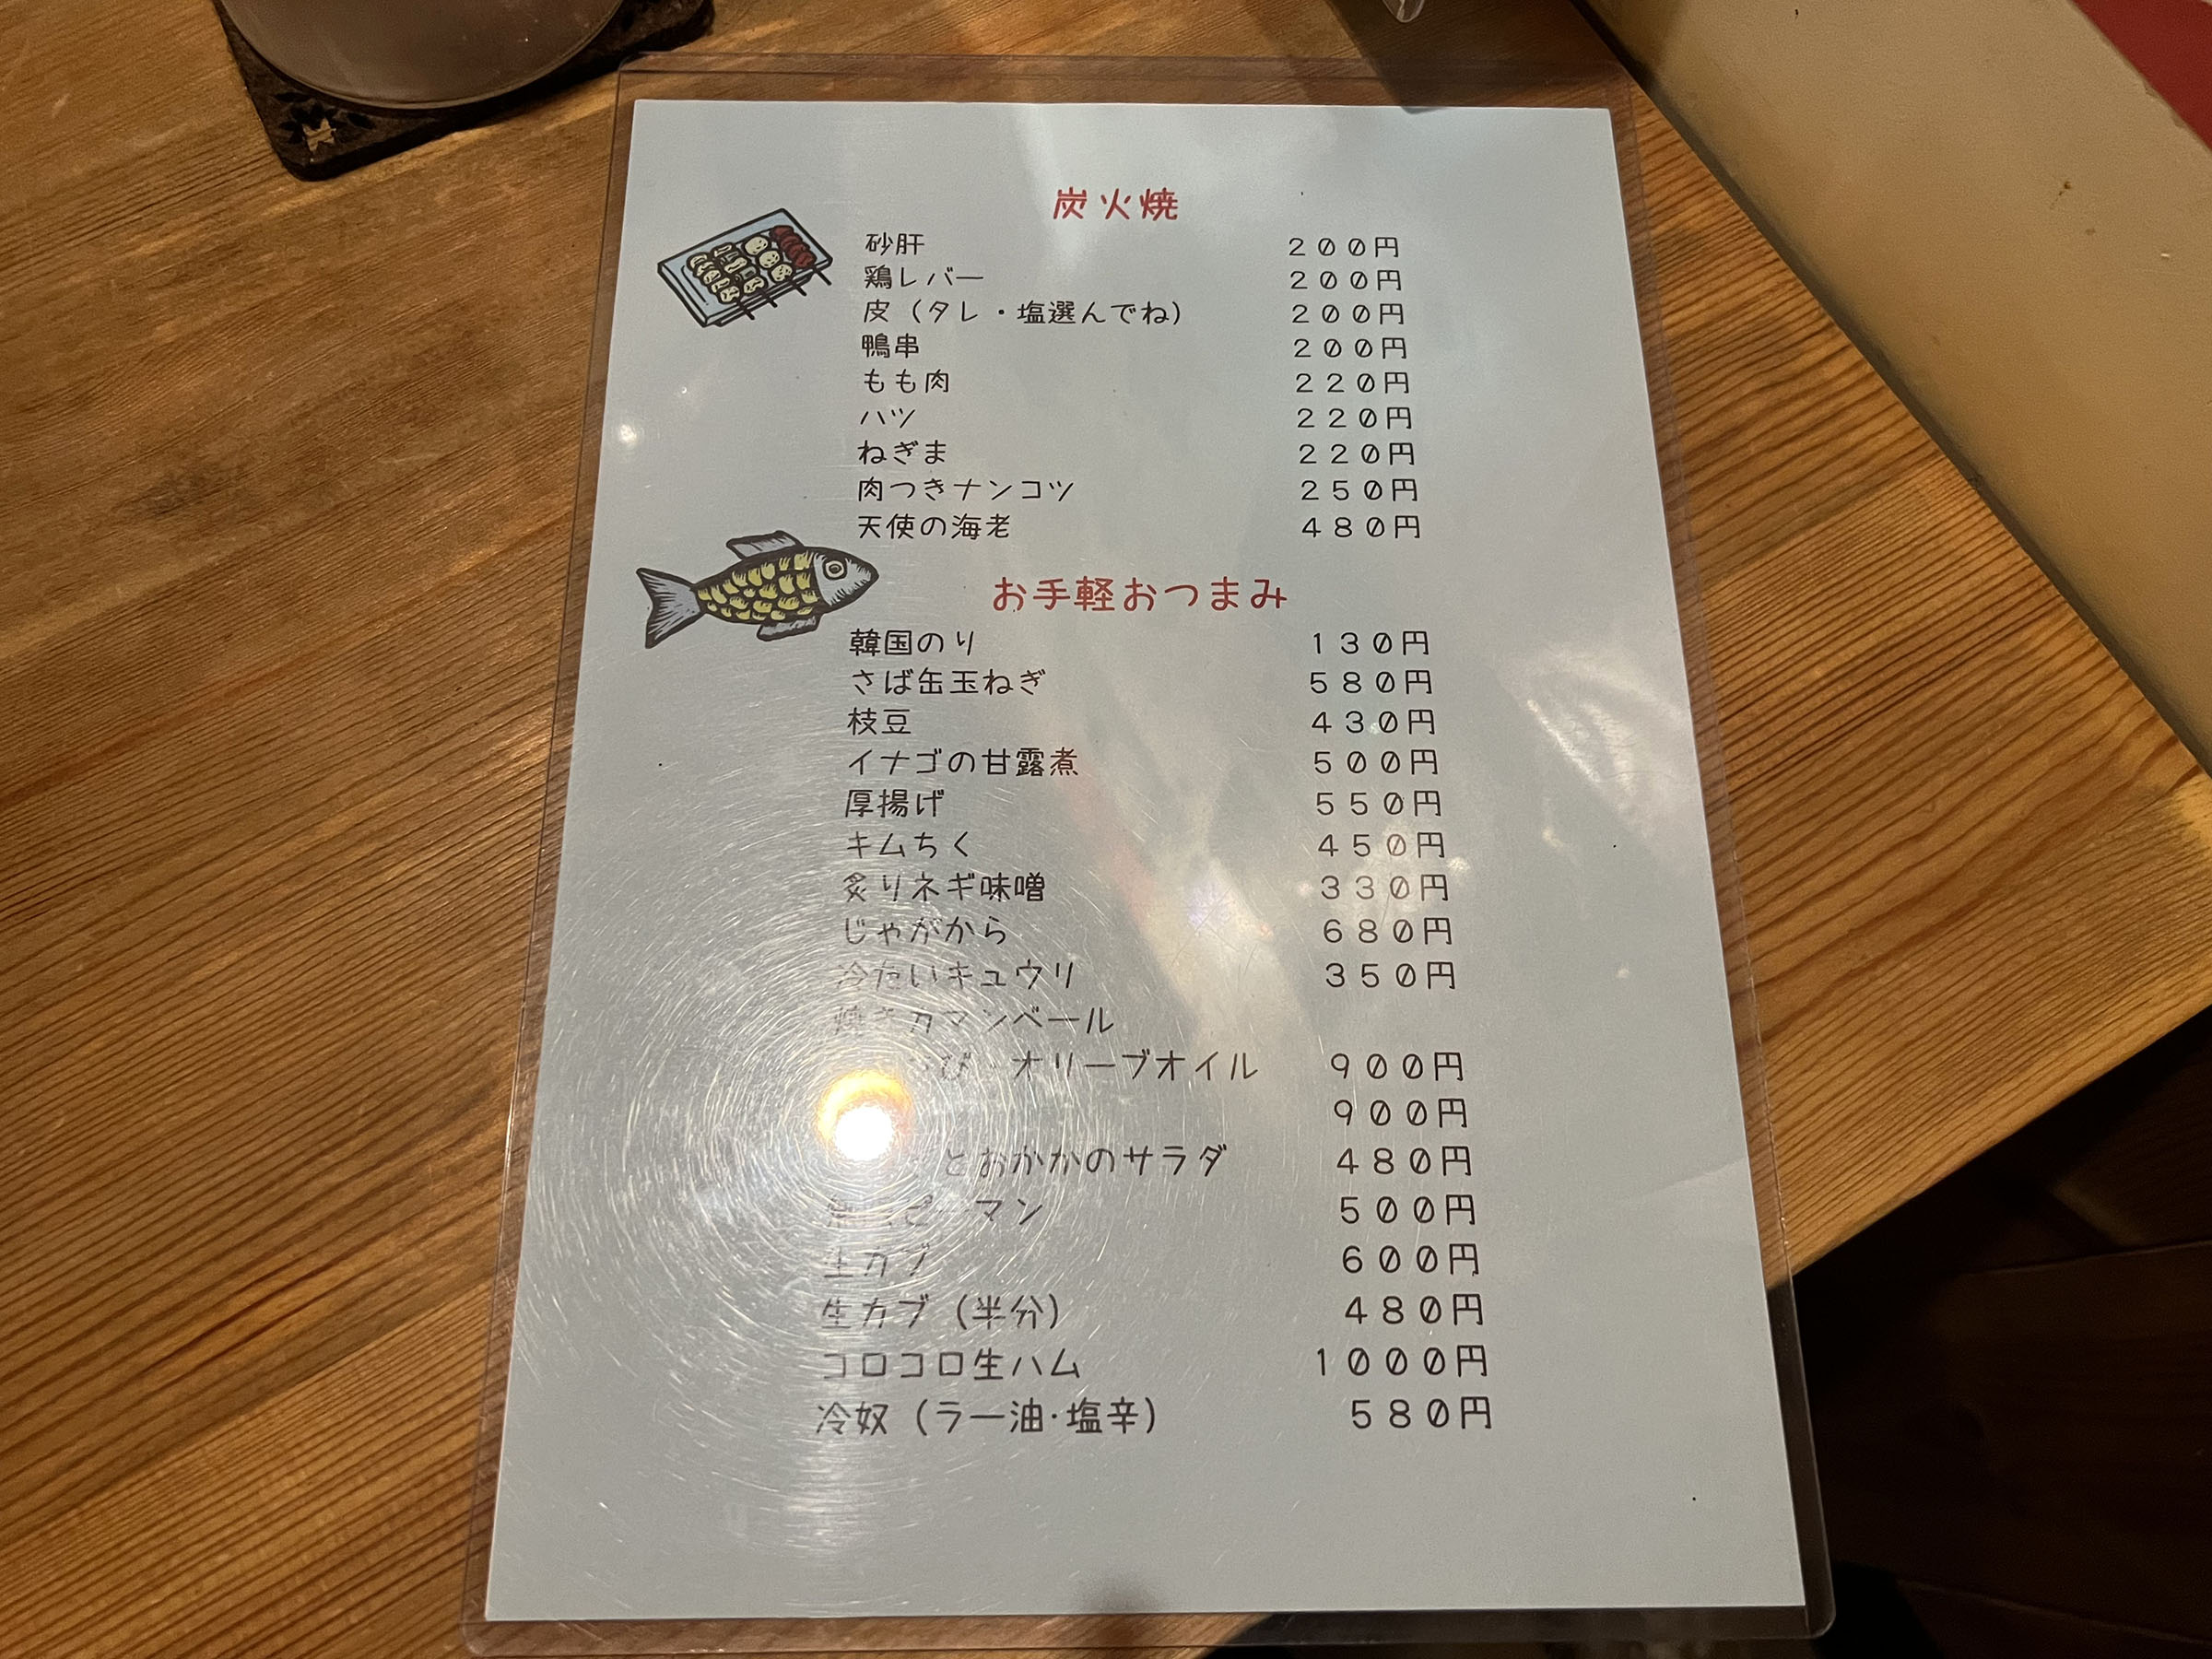 炭火焼
砂肝 200円
鶏レバー 200円
皮（タレ・塩選んでね） 200円
鴨串 200円
もも肉 220円
ハツ 220円
ねぎま 220円
肉つきナンコツ 250円
天使の海老 480円
お手軽おつまみ
韓国のり 130円
さば缶玉ねぎ 580円
枝豆 430円
イナゴの甘露煮 500円
厚揚げ 550円
キムちく 450円
炙りネギ味噌 330円
じゃがから 680円
冷たいキュウリ 350円
焼きカマンベール
オリーブオイル 900円
900円
とおかかのサラダ 480円
マン 500円
生カブ 600円
生カブ（半分） 480円
コロコロ生ハム 1000円
冷奴（ラー油・塩辛） 580円